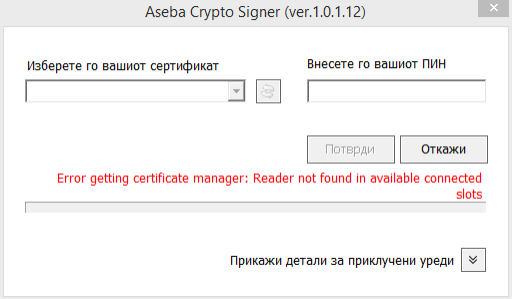 Aseba Crypto Signer (ver.1.0.1.12)
Изберете го вашиот сертификат
Внесете го вашиот ПИН
Потврди
Откажи
Error getting certificate manager: Reader not found in available connected
slots
Прикажи детали за приклучени уреди